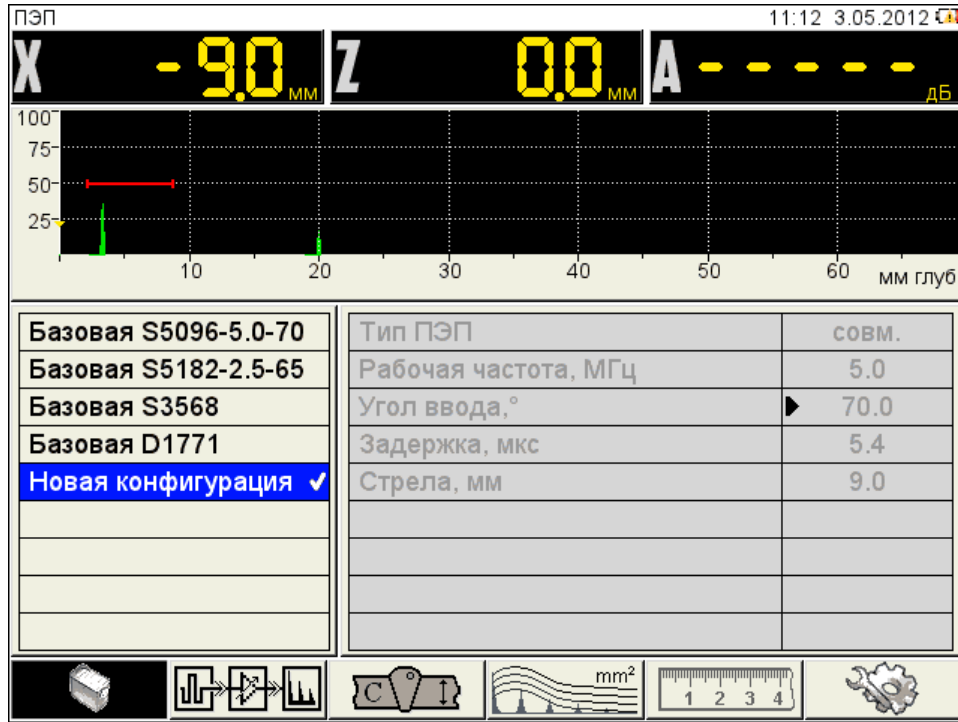 ПЭП 11:12 3.05.2012
X -9.0 мм Z 0.0 мм A - - - - - дБ
100
75
50
25
10 20 30 40 50 60 мм глуб
Базовая S5096-5.0-70 Тип ПЭП совм.
Базовая S5182-2.5-65 Рабочая частота, МГц 5.0
Базовая S3568 Угол ввода,° 70.0
Базовая D1771 Задержка, мкс 5.4
Новая конфигурация ✓ Стрела, мм 9.0
C mm² 1 2 3 4